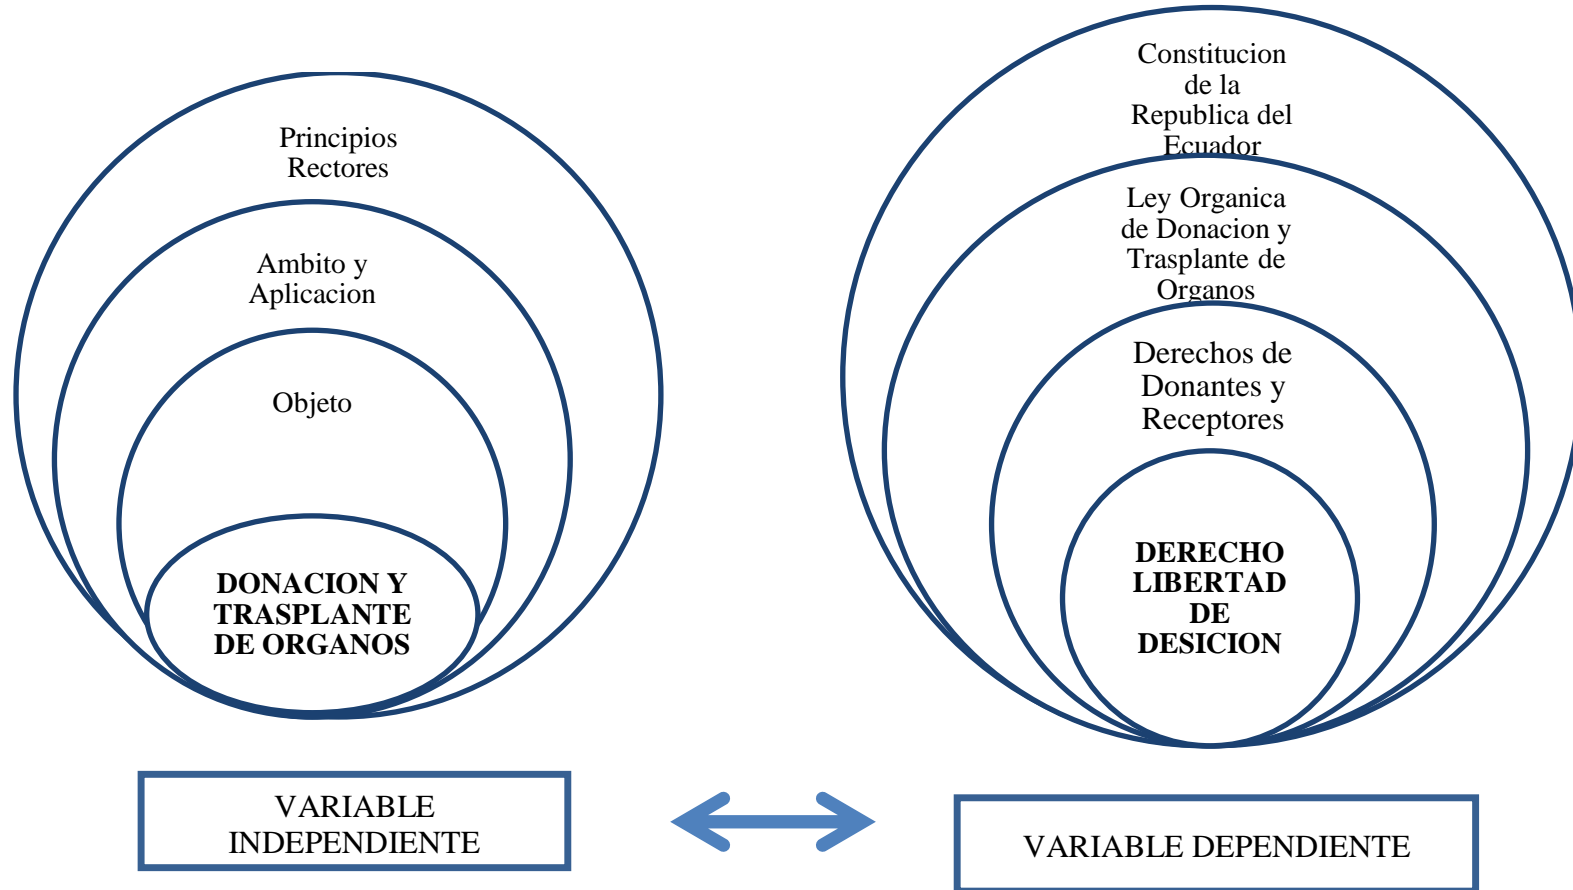 Principios
Rectores
Ambito y
Aplicacion
Objeto
DONACION Y
TRASPLANTE
DE ORGANOS
VARIABLE
INDEPENDIENTE
Constitucion
de la
Republica del
Ecuador
Ley Organica
de Donacion y
Trasplante de
Organos
Derechos de
Donantes y
Receptores
DERECHO
LIBERTAD
DE
DESICION
VARIABLE DEPENDIENTE